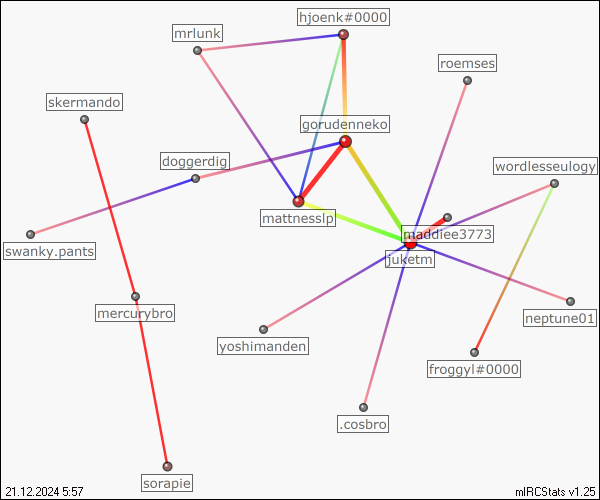 hjoenk#0000
mrlunk
roemses
skermando
gorudenneko
doggerdig
wordlesseulogy
mattnesslp
maddiee3773
swanky.pants
juketm
mercurybro
neptune01
yoshimanden
froggyl#0000
.cosbro
sorapie
21.12.2024 5:57
mIRCStats v1.25